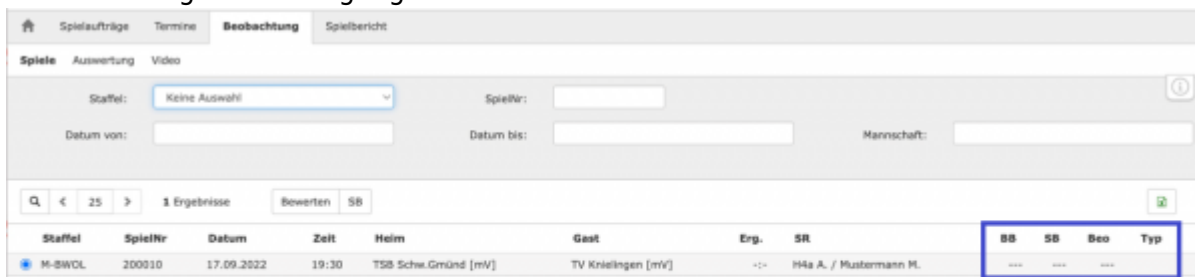 Spielaufträge Termine Beobachtung Spielbericht
Spiele Auswertung Video
Staffel: Keine Auswahl SpielNr:
Datum von: Datum bis: Mannschaft:
< 25 > 1 Ergebnisse Bewerten SB
Staffel SpielNr Datum Zeit Heim Gast Erg. SR BB SB Beo Typ
M-BWOL 200010 17.09.2022 19:30 TSB Schw.Gmünd [mV] TV Knielingen [mV] -:- H4a A. / Mustermann M. --- --- ---